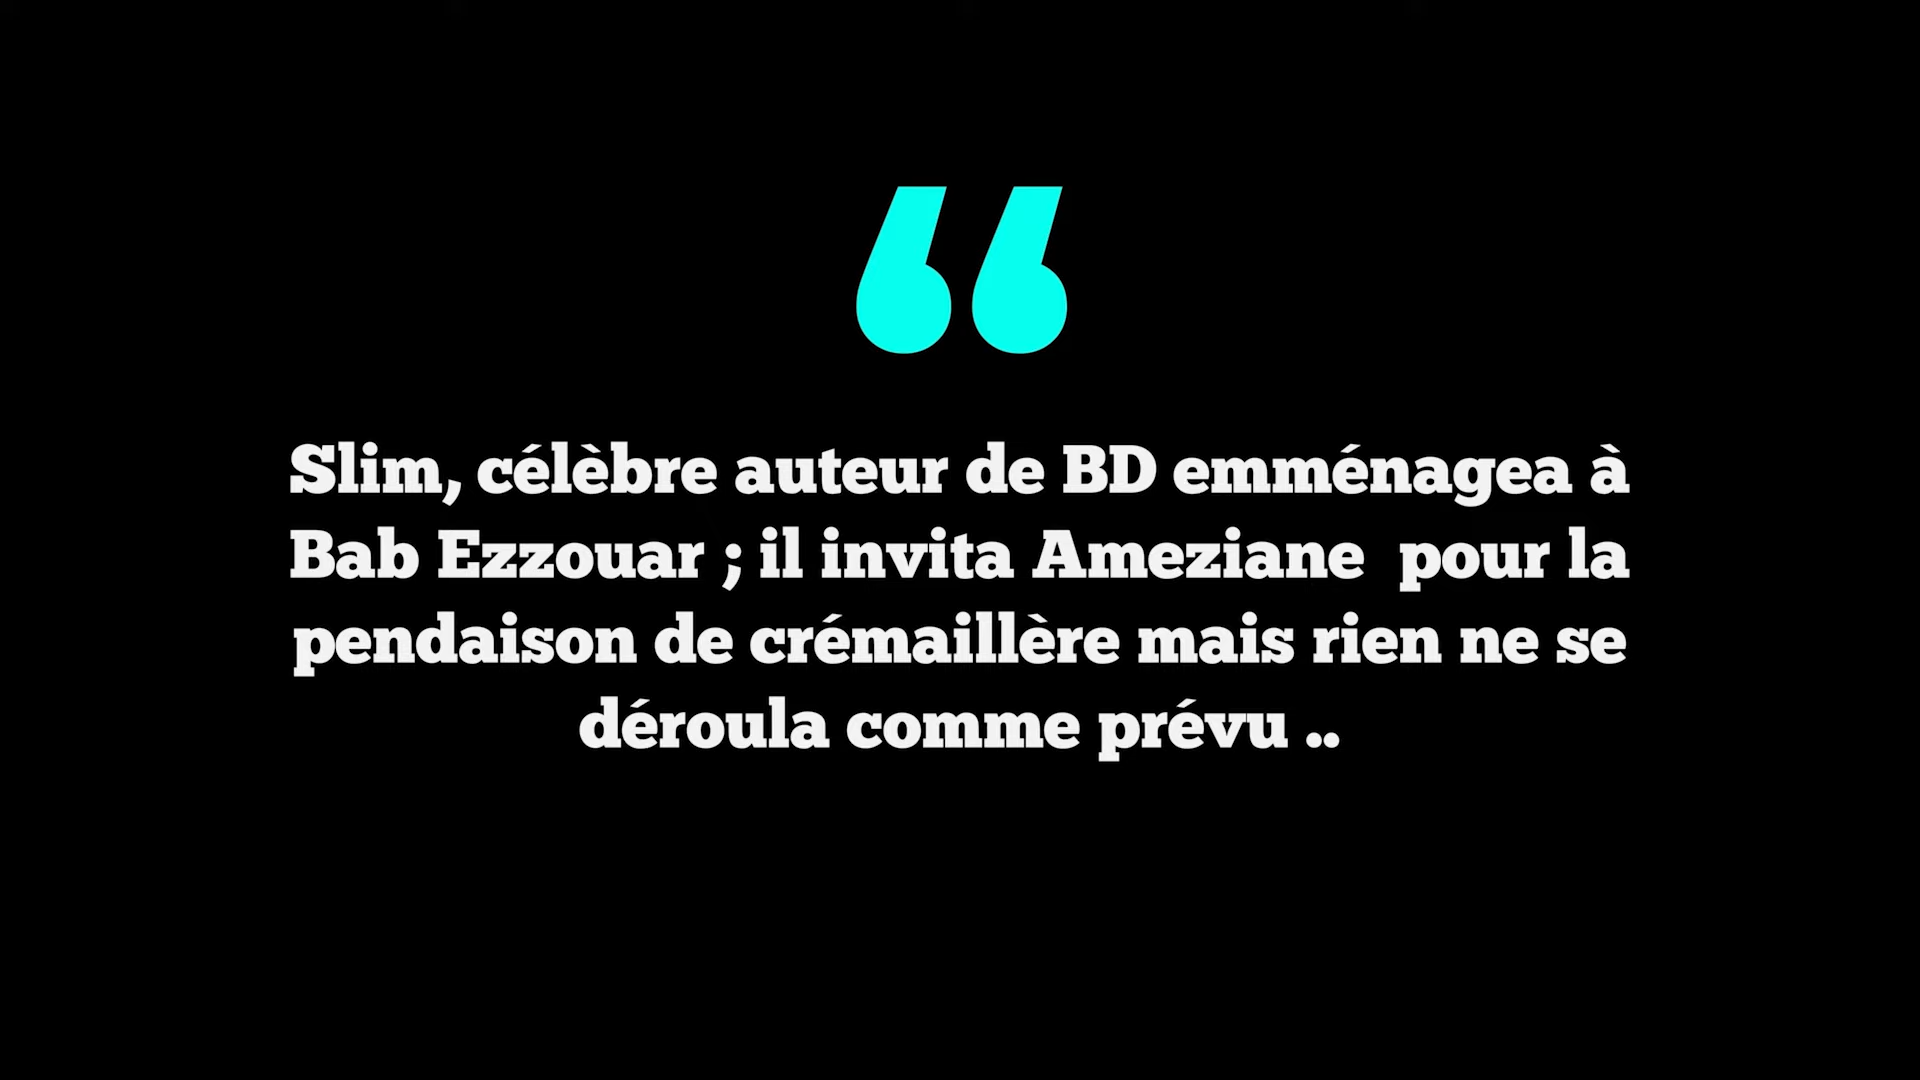 “
Slim, célèbre auteur de BD emménagea à
Bab Ezzouar ; il invita Ameziane  pour la
pendaison de crémaillère mais rien ne se
déroula comme prévu ..